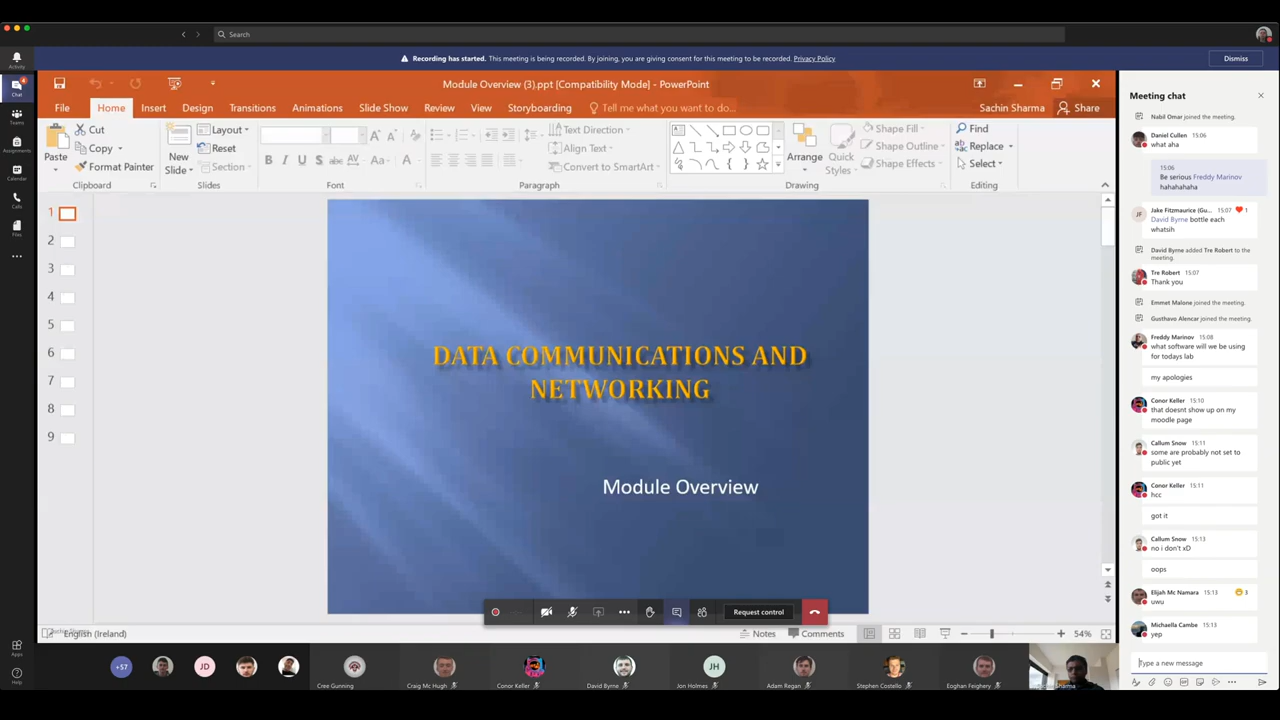 Search
Recording has started. This meeting is being recorded. By joining, you are giving consent for this meeting to be recorded. Privacy Policy
Dismiss
Activity
Chat
Teams
Assignments
Calendar
Calls
Files
Apps
Help
Module Overview (3).ppt [Compatibility Mode] - PowerPoint
File Home Insert Design Transitions Animations Slide Show Review View Storyboarding Tell me what you want to do... Sachin Sharma Share
Paste
Cut
Copy
Format Painter
Clipboard
New Slide
Layout
Reset
Section
Slides
Font
Text Direction
Align Text
Convert to SmartArt
Paragraph
Arrange
Quick Styles
Shape Fill
Shape Outline
Shape Effects
Drawing
Find
Replace
Select
Editing
1
2
3
4
5
6
7
8
9
DATA COMMUNICATIONS AND
NETWORKING
Module Overview
Request control
English (Ireland)
Notes Comments 54%
+57
JD
Cree Gunning
Craig Mc Hugh
Conor Keller
David Byrne
JH
Jon Holmes
Adam Regan
Stephen Costello
Eoghan Feighery
Sharma
Meeting chat
Nabil Omar joined the meeting.
Daniel Cullen 15:06
what aha
15:06
Be serious Freddy Marinov
hahahahaha
JF
Jake Fitzmaurice (Gu... 15:07 1
David Byrne bottle each
whatsih
David Byrne added Tre Robert to the
meeting.
Tre Robert 15:07
Thank you
Emmet Malone joined the meeting.
Gusthavo Alencar joined the meeting.
Freddy Marinov 15:08
what software will we be using
for todays lab
my apologies
Conor Keller 15:10
that doesnt show up on my
moodle page
Callum Snow 15:11
some are probably not set to
public yet
Conor Keller 15:11
hcc
got it
Callum Snow 15:13
no i don't xD
oops
Elijah Mc Namara 15:13 3
uwu
Michaella Cambe 15:13
yep
Type a new message